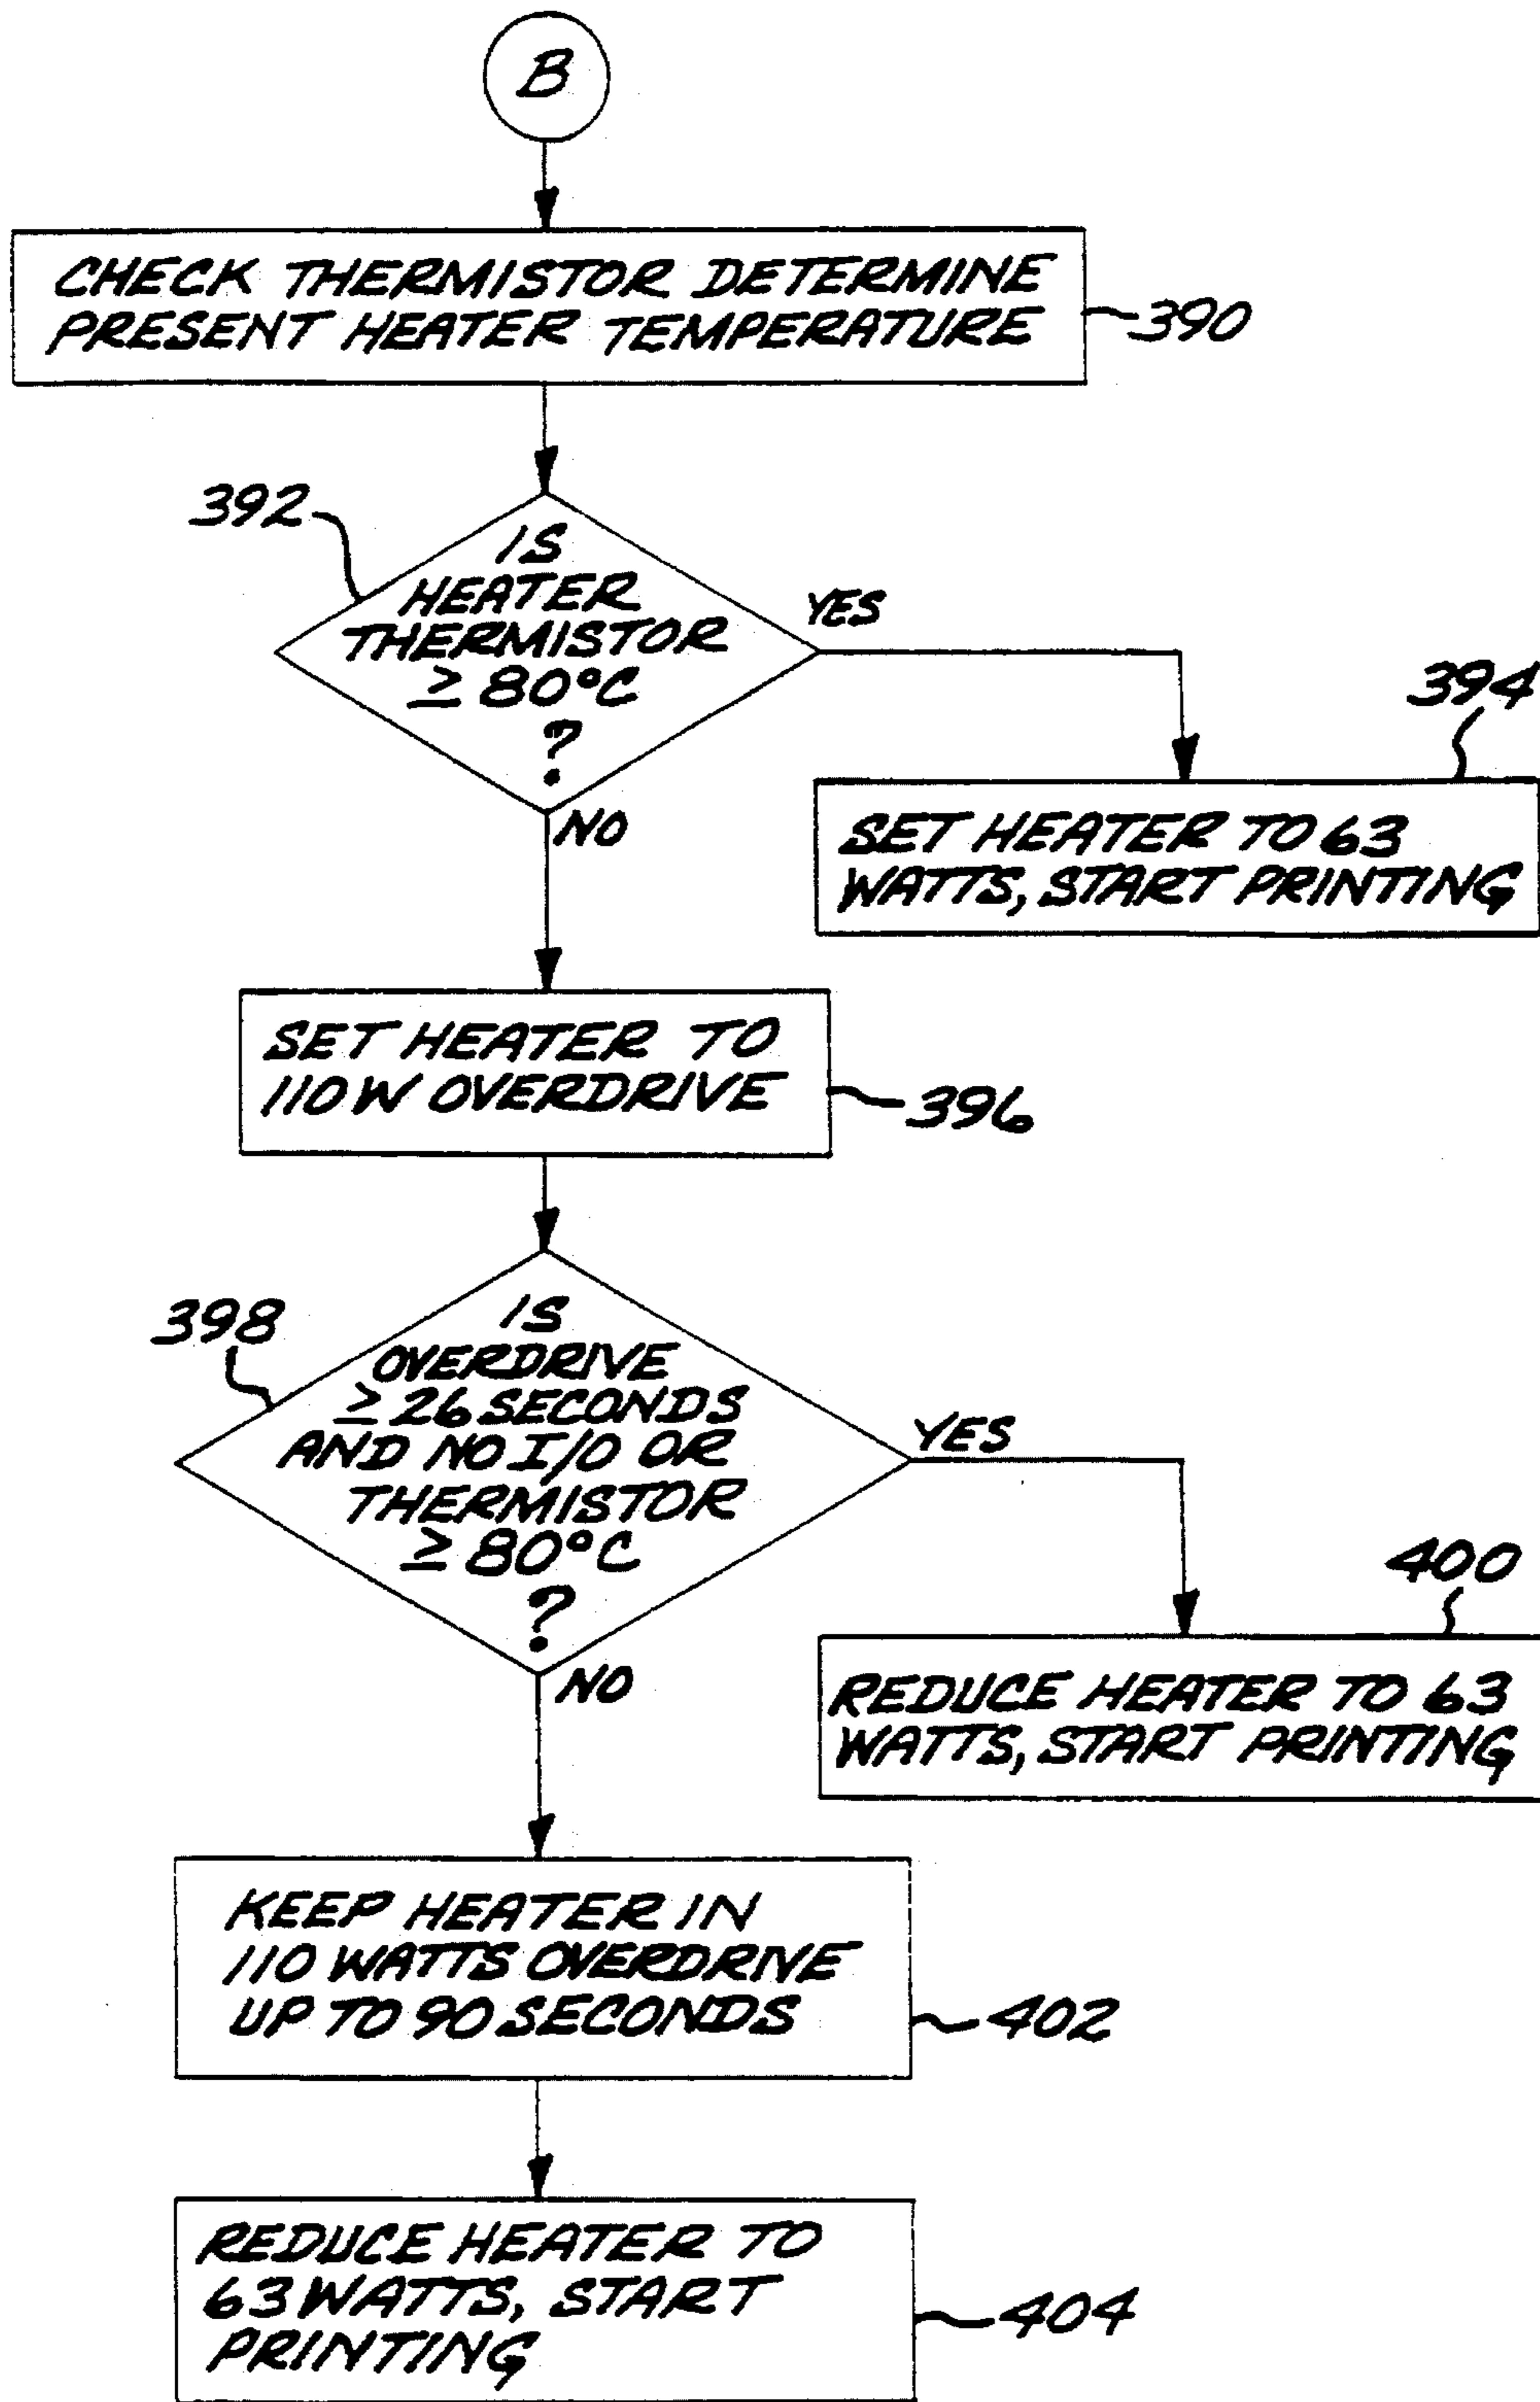 B
CHECK THERMISTOR DETERMINE
PRESENT HEATER TEMPERATURE
390
392
IS
HEATER
THERMISTOR
≥ 80°C
?
YES
NO
394
SET HEATER TO 63
WATTS, START PRINTING
SET HEATER TO
110 W OVERDRIVE
396
398
IS
OVERDRIVE
≥ 26 SECONDS
AND NO I/O OR
THERMISTOR
≥ 80°C
?
YES
NO
400
REDUCE HEATER TO 63
WATTS, START PRINTING
KEEP HEATER IN
110 WATTS OVERDRIVE
UP TO 90 SECONDS
402
REDUCE HEATER TO
63 WATTS, START
PRINTING
404